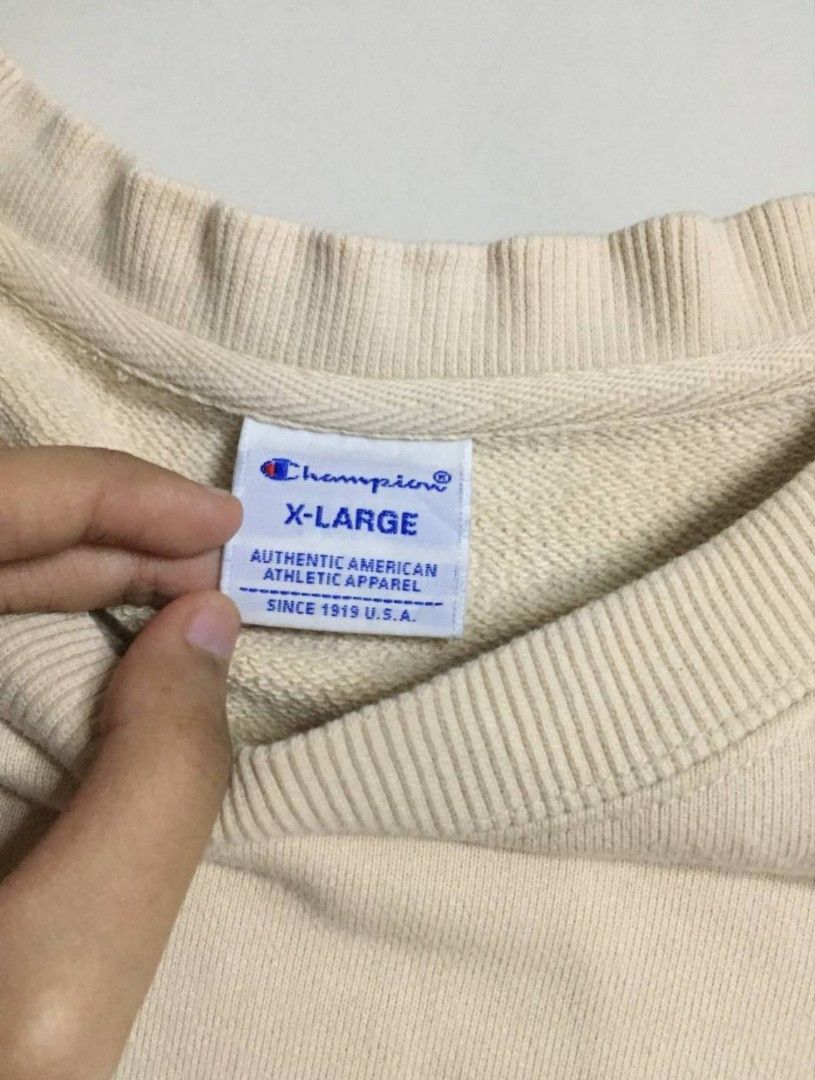 Champion®
X-LARGE
AUTHENTIC AMERICAN
ATHLETIC APPAREL
SINCE 1919 U.S.A.